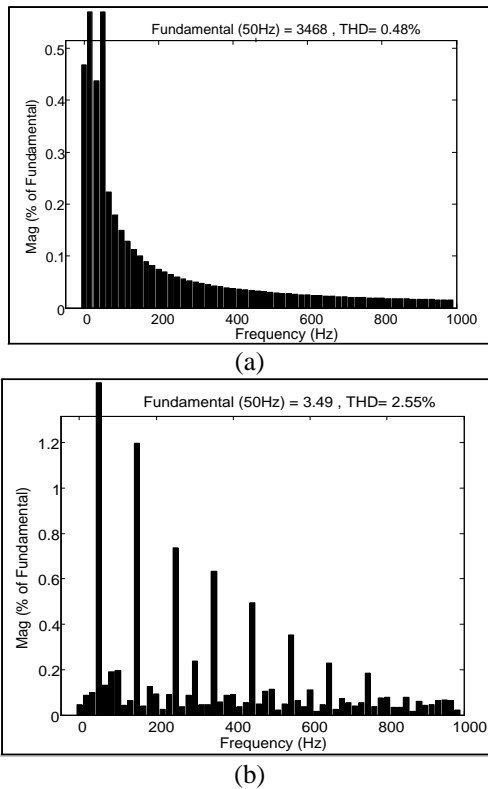 Fundamental (50Hz) = 3468 , THD= 0.48%
0.5
0.4
0.3
0.2
0.1
0
Mag (% of Fundamental)
0 200 400 600 800 1000
Frequency (Hz)
(a)
Fundamental (50Hz) = 3.49 , THD= 2.55%
1.2
1
0.8
0.6
0.4
0.2
0
Mag (% of Fundamental)
0 200 400 600 800 1000
Frequency (Hz)
(b)